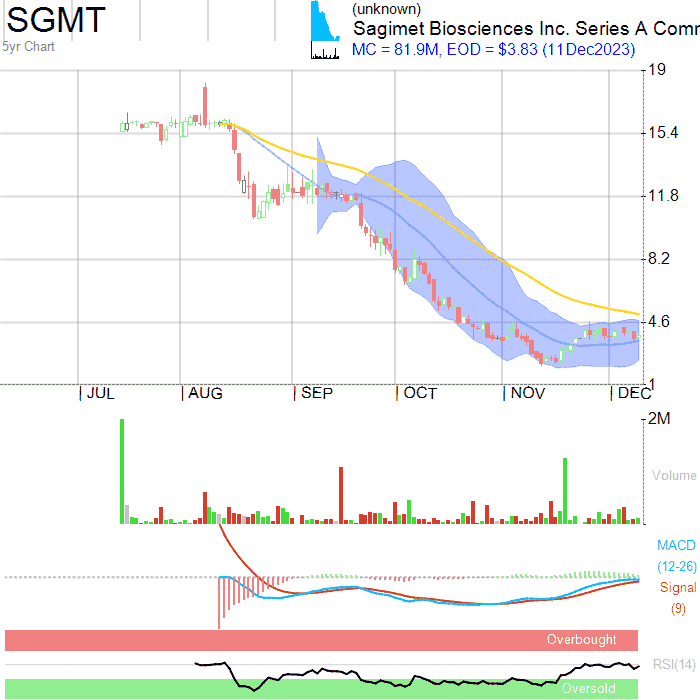 SGMT
5yr Chart
(unknown)
Sagimet Biosciences Inc. Series A Comm
MC = 81.9M, EOD = $3.83 (11Dec2023)
19
15.4
11.8
8.2
4.6
1
JUL AUG SEP OCT NOV DEC
2M
Volume
MACD
(12-26)
Signal
(9)
Overbought
RSI(14)
Oversold